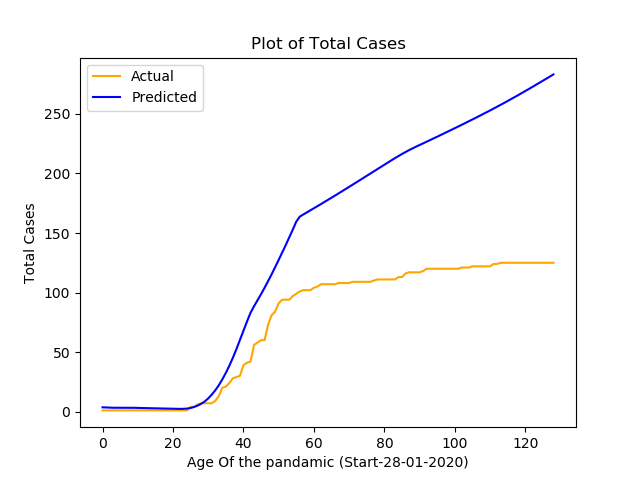 Plot of Total Cases
Actual
Predicted
250
200
150
100
50
0
Total Cases
0 20 40 60 80 100 120
Age Of the pandamic (Start-28-01-2020)